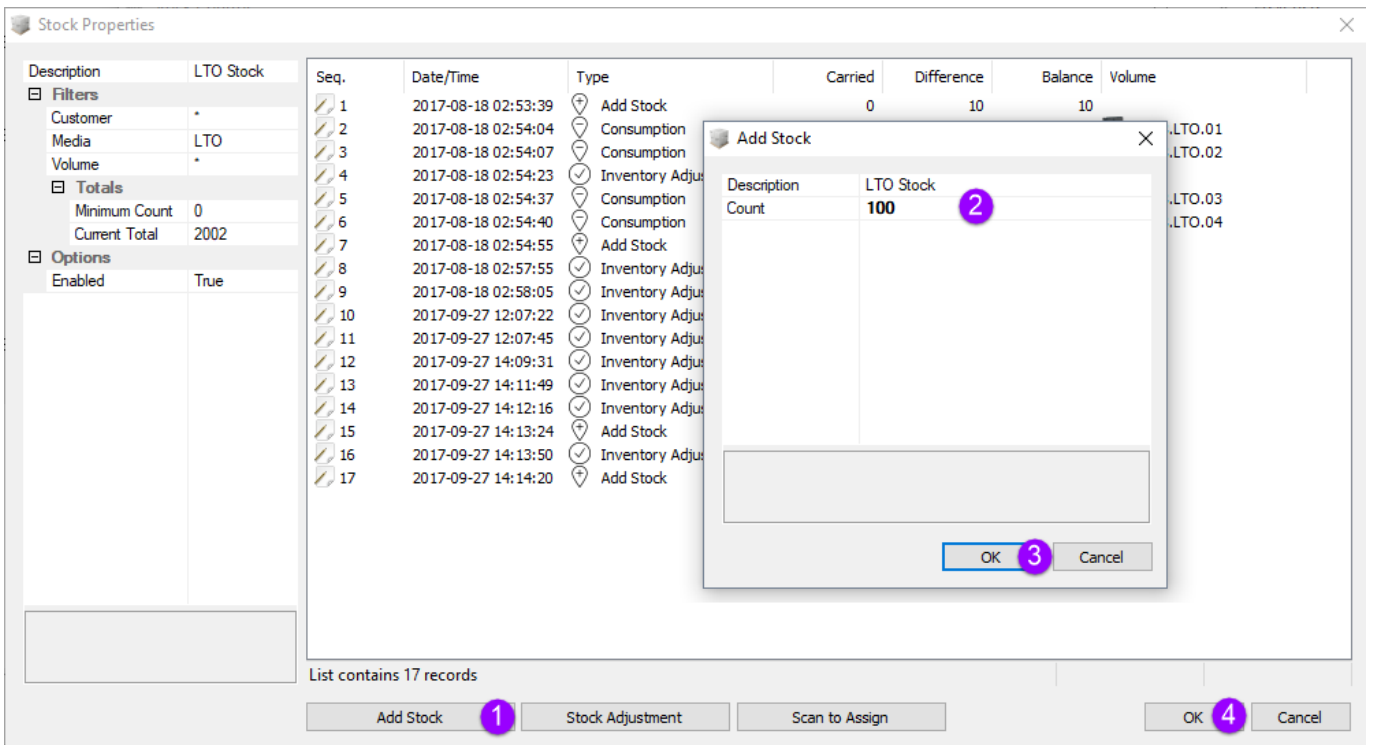 Stock Properties
Description LTO Stock
Filters
Customer *
Media LTO
Volume *
Totals
Minimum Count 0
Current Total 2002
Options
Enabled True
Seq. Date/Time Type Carried Difference Balance Volume
1 2017-08-18 02:53:39 Add Stock 0 10 10
2 2017-08-18 02:54:04 Consumption .LTO.01
3 2017-08-18 02:54:07 Consumption .LTO.02
4 2017-08-18 02:54:23 Inventory Adju
5 2017-08-18 02:54:37 Consumption .LTO.03
6 2017-08-18 02:54:40 Consumption .LTO.04
7 2017-08-18 02:54:55 Add Stock
8 2017-08-18 02:57:55 Inventory Adju
9 2017-08-18 02:58:05 Inventory Adju
10 2017-09-27 12:07:22 Inventory Adju
11 2017-09-27 12:07:45 Inventory Adju
12 2017-09-27 14:09:31 Inventory Adju
13 2017-09-27 14:11:49 Inventory Adju
14 2017-09-27 14:12:16 Inventory Adju
15 2017-09-27 14:13:24 Add Stock
16 2017-09-27 14:13:50 Inventory Adju
17 2017-09-27 14:14:20 Add Stock
Add Stock
Description LTO Stock
Count 100 2
OK 3 Cancel
List contains 17 records
Add Stock 1 Stock Adjustment Scan to Assign OK 4 Cancel